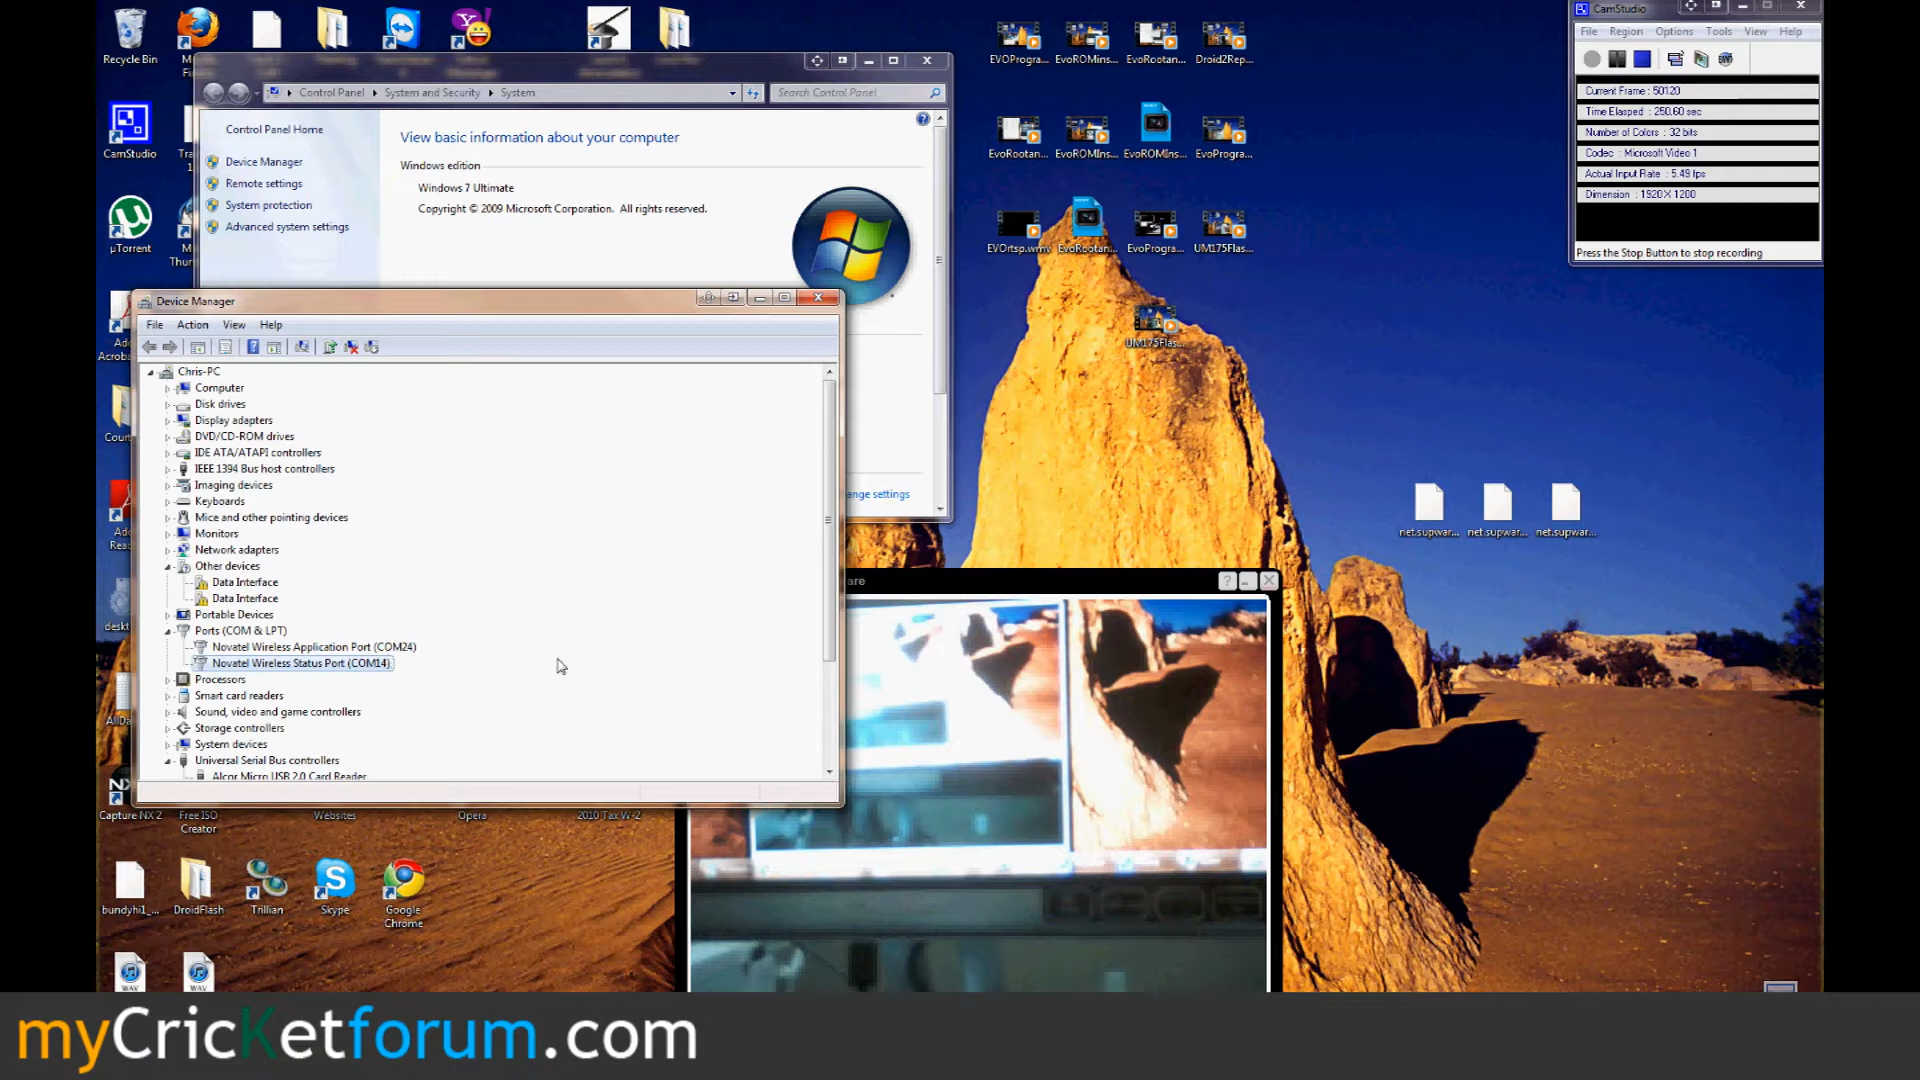 Recycle Bin
CamStudio
µTorrent
Control Panel
System and Security
System
Search Control Panel
Control Panel Home
Device Manager
Remote settings
System protection
Advanced system settings
View basic information about your computer
Windows edition
Windows 7 Ultimate
Copyright © 2009 Microsoft Corporation. All rights reserved.
ange settings
Device Manager
File Action View Help
Chris-PC
Computer
Disk drives
Display adapters
DVD/CD-ROM drives
IDE ATA/ATAPI controllers
IEEE 1394 Bus host controllers
Imaging devices
Keyboards
Mice and other pointing devices
Monitors
Network adapters
Other devices
Data Interface
Data Interface
Portable Devices
Ports (COM & LPT)
Novatel Wireless Application Port (COM24)
Novatel Wireless Status Port (COM14)
Processors
Smart card readers
Sound, video and game controllers
Storage controllers
System devices
Universal Serial Bus controllers
Alcor Micro USB 2.0 Card Reader
Capture NX 2
Free ISO Creator
Websites
Opera
2010 Tax W-2
bundyhi1_...
DroidFlash
Trillian
Skype
Google Chrome
WAV
WAV
EVOProgra...
EvoROMins...
EvoRootan...
Droid2Rep...
EvoRootan...
EvoROMIns...
EvoROMIns...
EvoProgra...
EVOrtsp.wmv
EvoRootan...
EvoProgra...
UM175Flas...
UM175Flas...
net.supwar...
net.supwar...
net.supwar...
are
CamStudio
File Region Options Tools View Help
Current Frame : 50120
Time Elasped : 250.60 sec
Number of Colors : 32 bits
Codec : Microsoft Video 1
Actual Input Rate : 5.49 fps
Dimension : 1920 X 1200
Press the Stop Button to stop recording
myCricKetforum.com